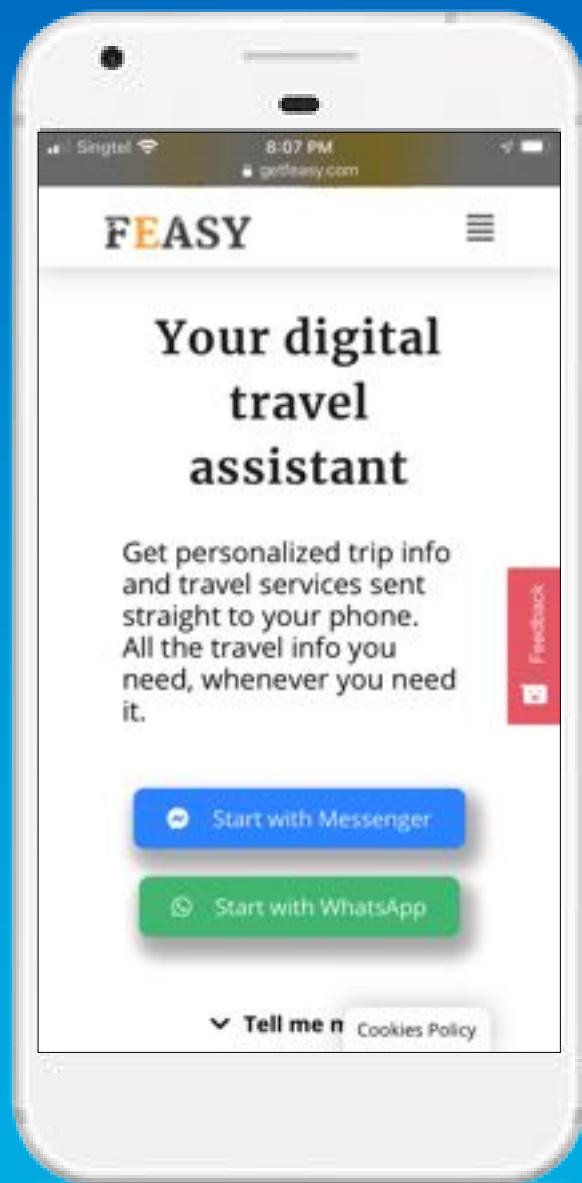 Singtel 8:07 PM
getfeasy.com
FEASY
Your digital
travel
assistant
Get personalized trip info
and travel services sent
straight to your phone.
All the travel info you
need, whenever you need
it.
Feedback
Start with Messenger
Start with WhatsApp
Tell me m
Cookies Policy